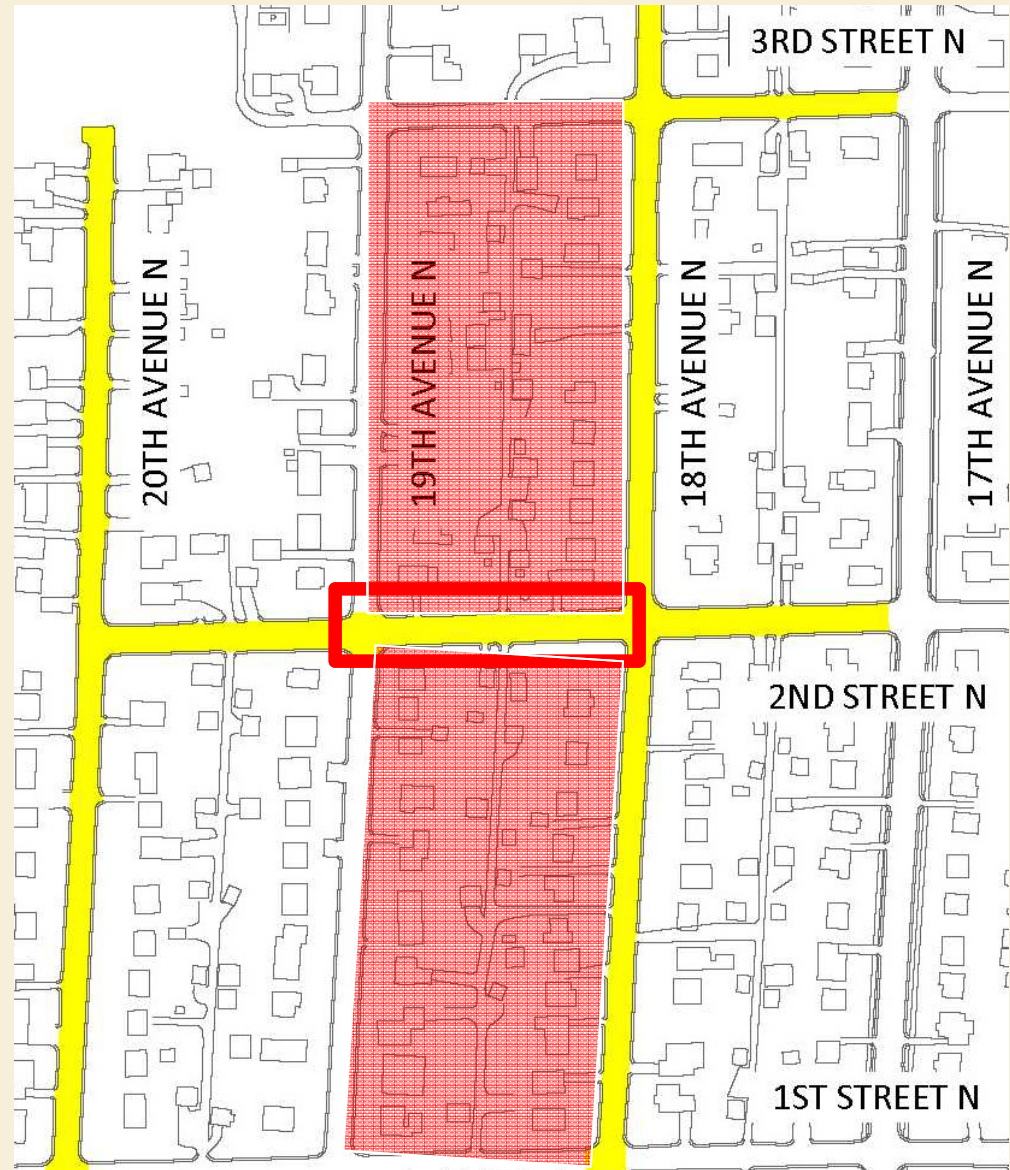 P
3RD STREET N
20TH AVENUE N
19TH AVENUE N
18TH AVENUE N
17TH AVENUE N
2ND STREET N
1ST STREET N